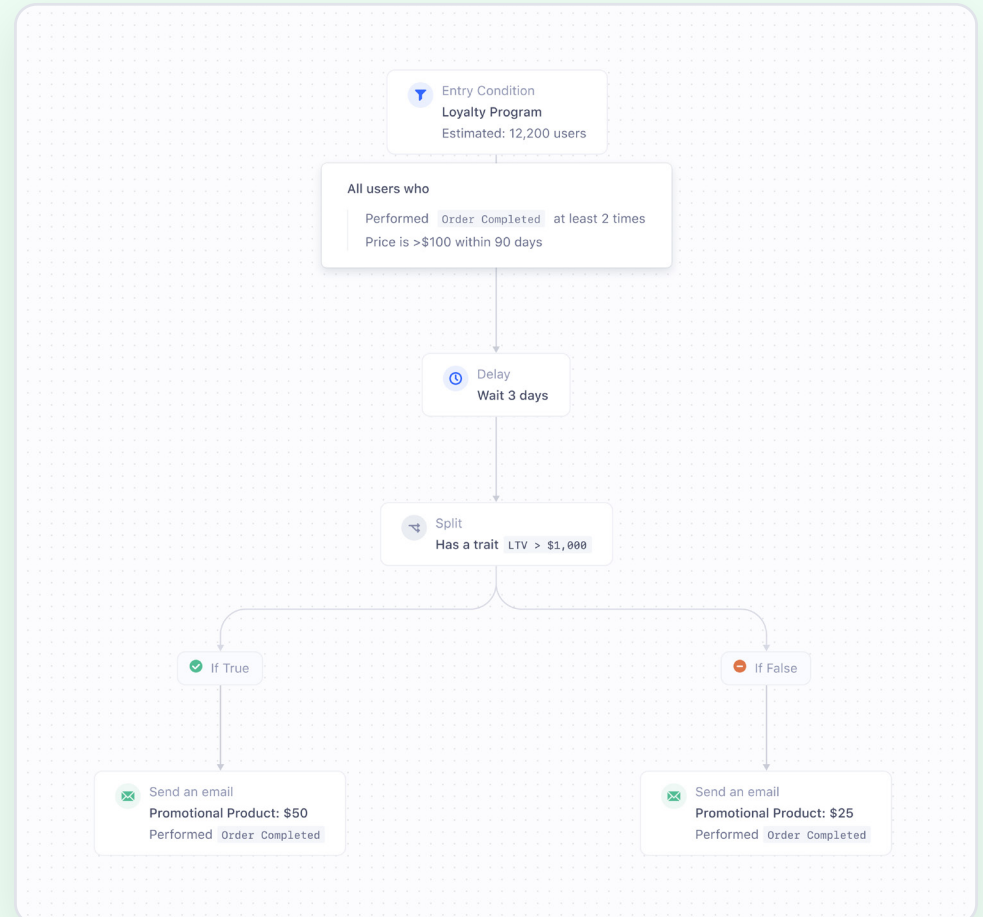 Entry Condition
Loyalty Program
Estimated: 12,200 users
All users who
Performed Order Completed at least 2 times
Price is >$100 within 90 days
Delay
Wait 3 days
Split
Has a trait LTV > $1,000
If True
If False
Send an email
Promotional Product: $50
Performed Order Completed
Send an email
Promotional Product: $25
Performed Order Completed